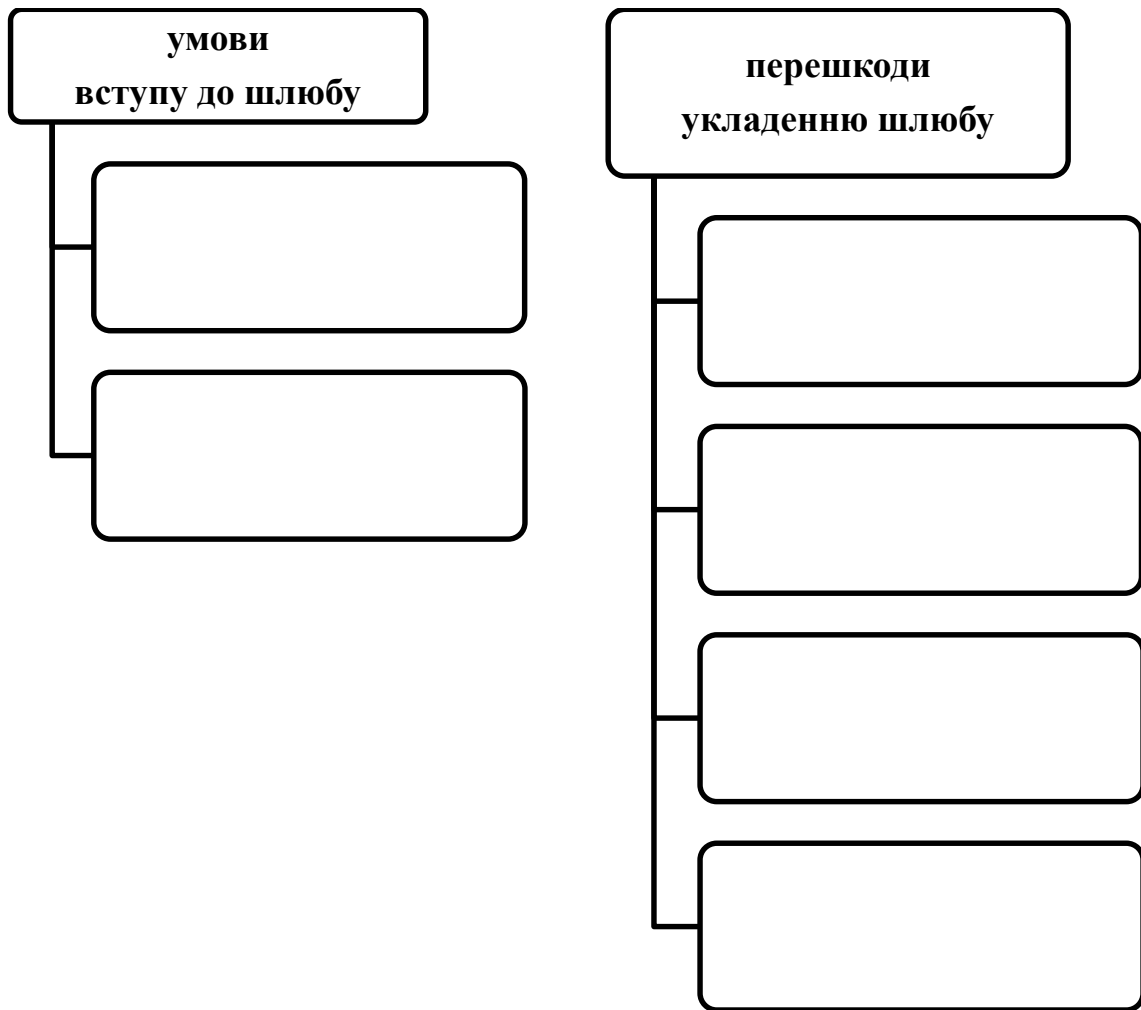 умови
вступу до шлюбу
перешкоди
укладенню шлюбу